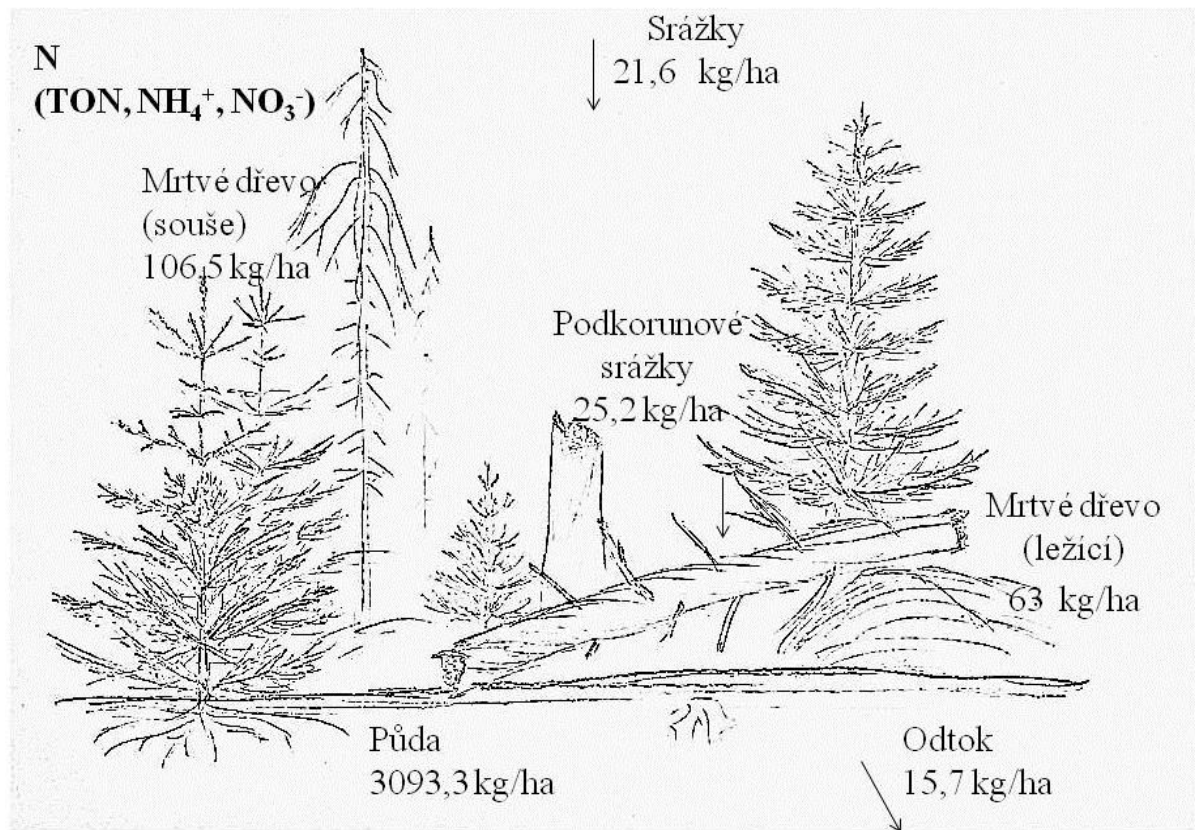 N
(TON, NH₄⁺, NO₃⁻)
Srážky
21,6 kg/ha
Mrtvé dřevo
(souše)
106,5 kg/ha
Podkorunové
srážky
25,2 kg/ha
Mrtvé dřevo
(ležící)
63 kg/ha
Půda
3093,3 kg/ha
Odtok
15,7 kg/ha